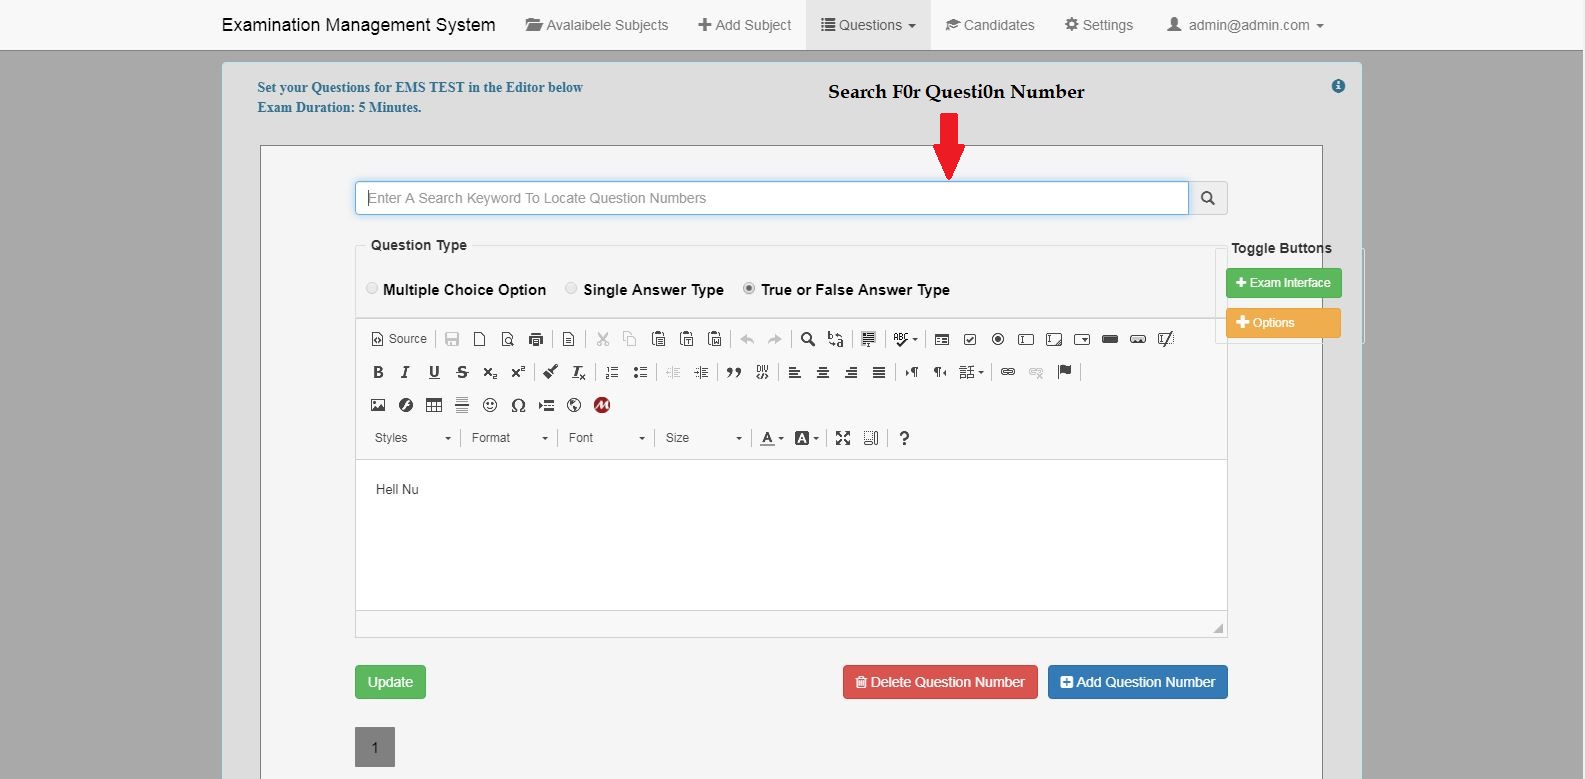 Examination Management System Avalaibele Subjects Add Subject Questions Candidates Settings admin@admin.com
Set your Questions for EMS TEST in the Editor below
Exam Duration: 5 Minutes.
Search F0r Questi0n Number
Enter A Search Keyword To Locate Question Numbers
Question Type
Toggle Buttons
Multiple Choice Option Single Answer Type True or False Answer Type
Exam Interface
Options
Source
Styles Format Font Size
Hell Nu
Update Delete Question Number Add Question Number
1